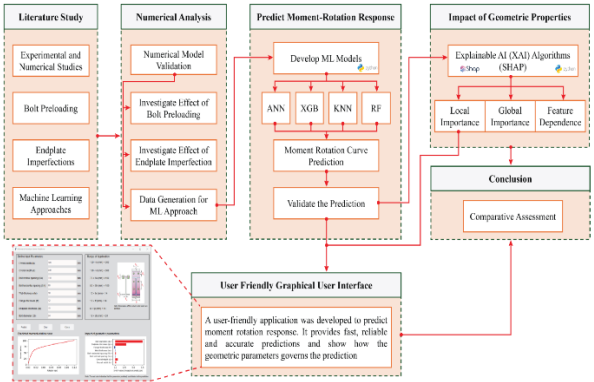 Literature Study
Experimental and
Numerical Studies
Bolt Preloading
Endplate
Imperfections
Machine Learning
Approaches
Numerical Analysis
Numerical Model
Validation
Investigate Effect of
Bolt Preloading
Investigate Effect of
Endplate Imperfection
Data Generation for
ML Approach
Predict Moment-Rotation Response
Develop ML Models
ANN
XGB
KNN
RF
Moment Rotation Curve
Prediction
Validate the Prediction
Impact of Geometric Properties
Explainable AI (XAI) Algorithms
(SHAP)
Shap
Local
Importance
Global
Importance
Feature
Dependence
Conclusion
Comparative Assessment
User Friendly Graphical User Interface
A user-friendly application was developed to predict
moment rotation response. It provides fast, reliable
and accurate predictions and show how the
geometric parameters governs the prediction